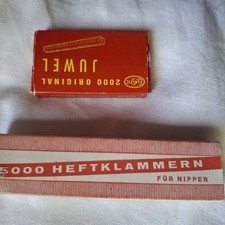 2000 ORIGINAL
JUWEL
5000 HEFTKLAMMERN
FÜR NIPPER